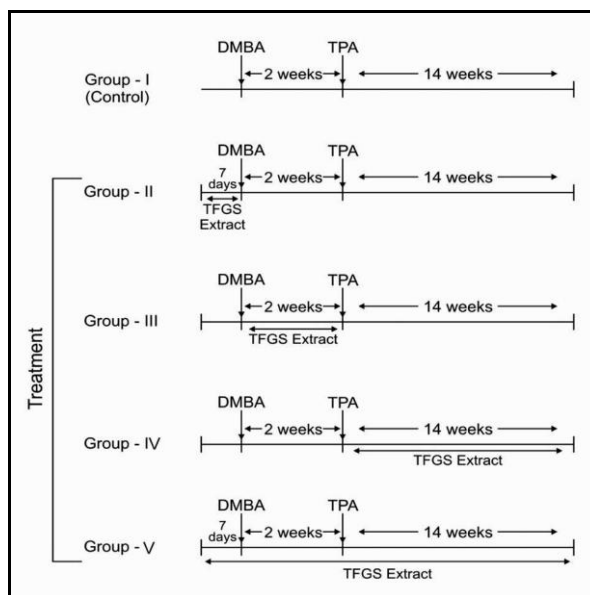 DMBA TPA
Group - I
(Control)
2 weeks
14 weeks
DMBA TPA
Group - II
7
days
2 weeks
14 weeks
TFGS
Extract
DMBA TPA
Group - III
2 weeks
14 weeks
TFGS Extract
DMBA TPA
Group - IV
2 weeks
14 weeks
TFGS Extract
DMBA TPA
Group - V
7
days
2 weeks
14 weeks
TFGS Extract
Treatment